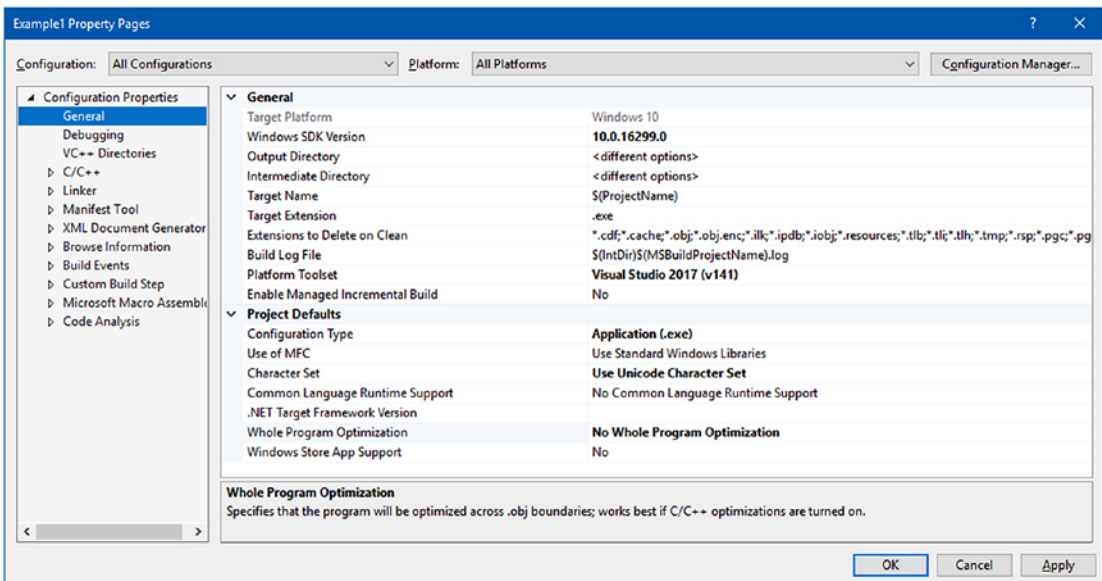 Example1 Property Pages ? ×
Configuration: All Configurations Platform: All Platforms Configuration Manager...
Configuration Properties
General
Debugging
VC++ Directories
C/C++
Linker
Manifest Tool
XML Document Generator
Browse Information
Build Events
Custom Build Step
Microsoft Macro Assemble
Code Analysis
General
Target Platform Windows 10
Windows SDK Version 10.0.16299.0
Output Directory <different options>
Intermediate Directory <different options>
Target Name $(ProjectName)
Target Extension .exe
Extensions to Delete on Clean *.cdf;*.cache;*.obj;*.obj.enc;*.ilk;*.ipdb;*.iobj;*.resources;*.tlb;*.tli;*.tlh;*.tmp;*.rsp;*.pgc;*.pg
Build Log File $(IntDir)$(MSBuildProjectName).log
Platform Toolset Visual Studio 2017 (v141)
Enable Managed Incremental Build No
Project Defaults
Configuration Type Application (.exe)
Use of MFC Use Standard Windows Libraries
Character Set Use Unicode Character Set
Common Language Runtime Support No Common Language Runtime Support
.NET Target Framework Version
Whole Program Optimization No Whole Program Optimization
Windows Store App Support No
Whole Program Optimization
Specifies that the program will be optimized across .obj boundaries; works best if C/C++ optimizations are turned on.
OK Cancel Apply